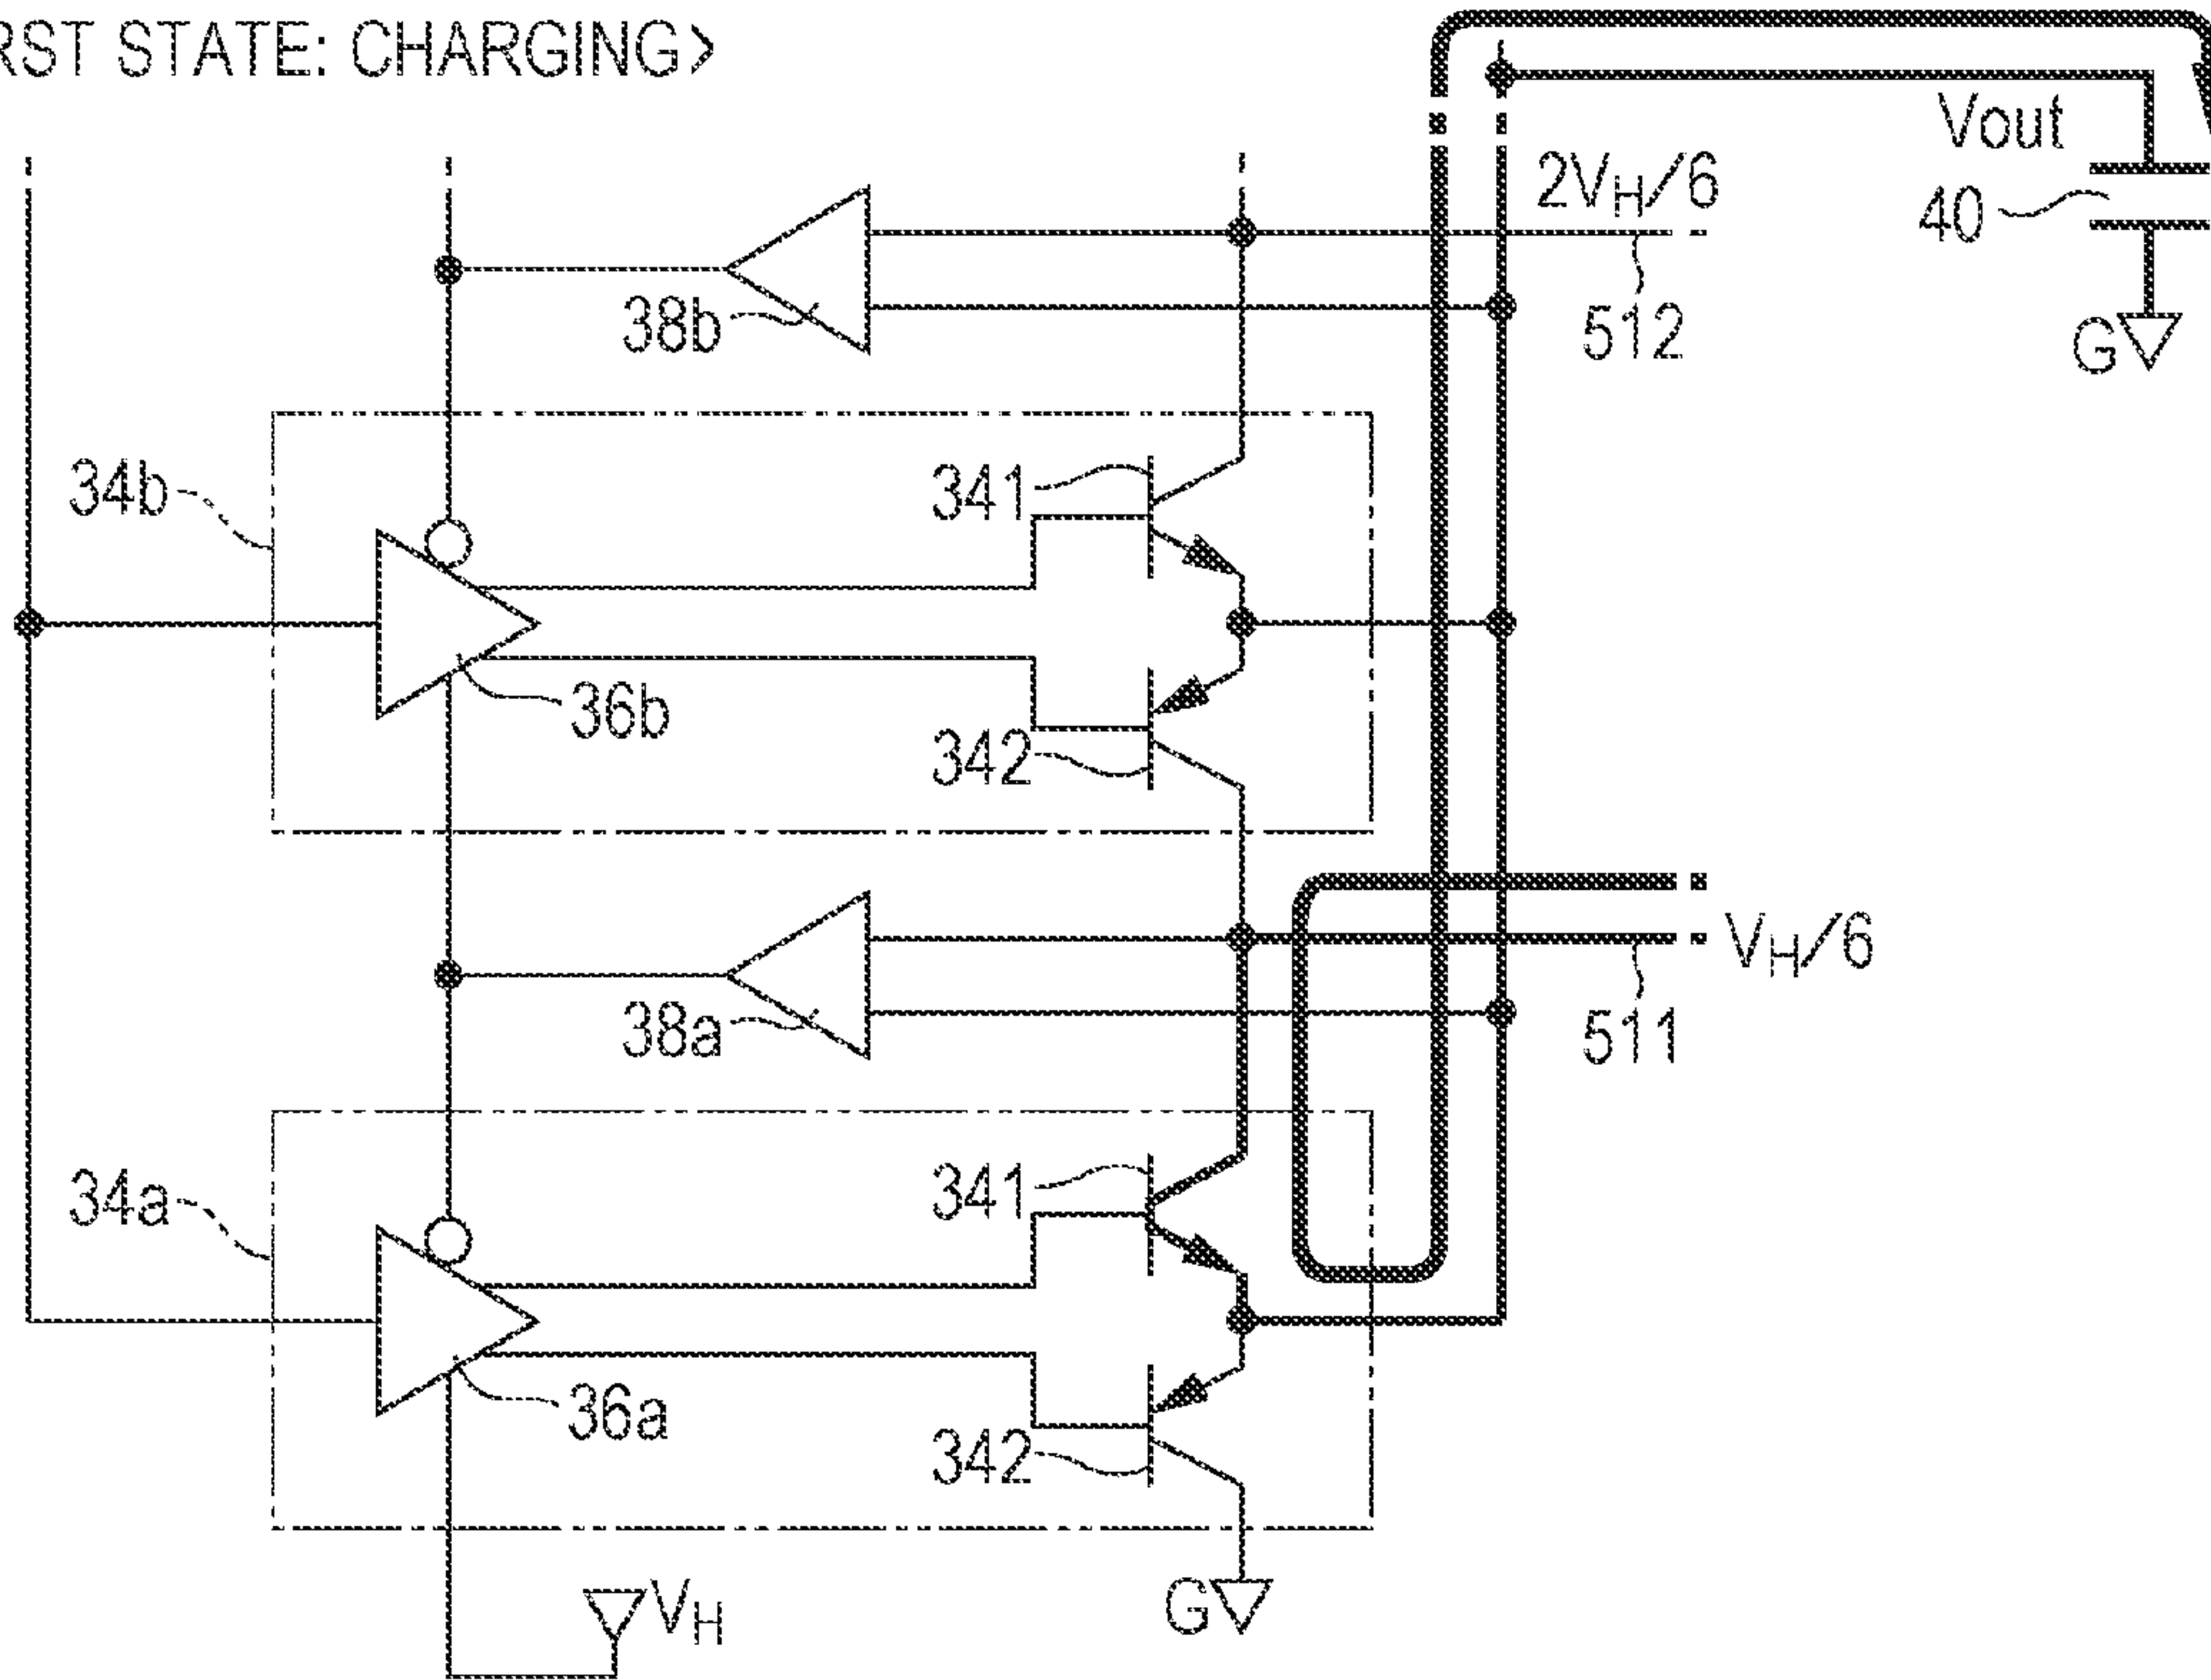 RST STATE: CHARGING>
Vout
2VH/6
40
38b
512
G
34b
341
36b
342
VH/6
38a
511
34a
341
36a
342
VH
G